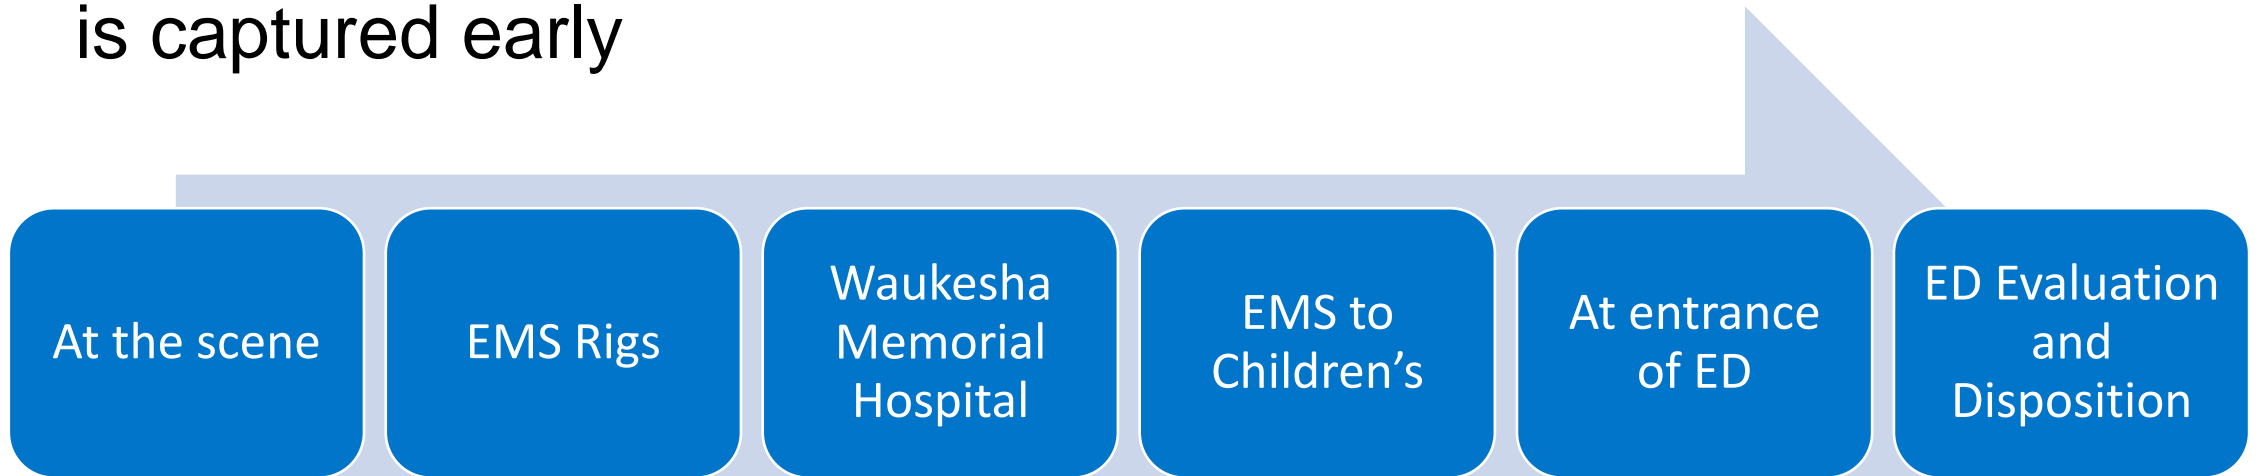 is captured early
At the scene
EMS Rigs
Waukesha
Memorial
Hospital
EMS to
Children’s
At entrance
of ED
ED Evaluation
and
Disposition